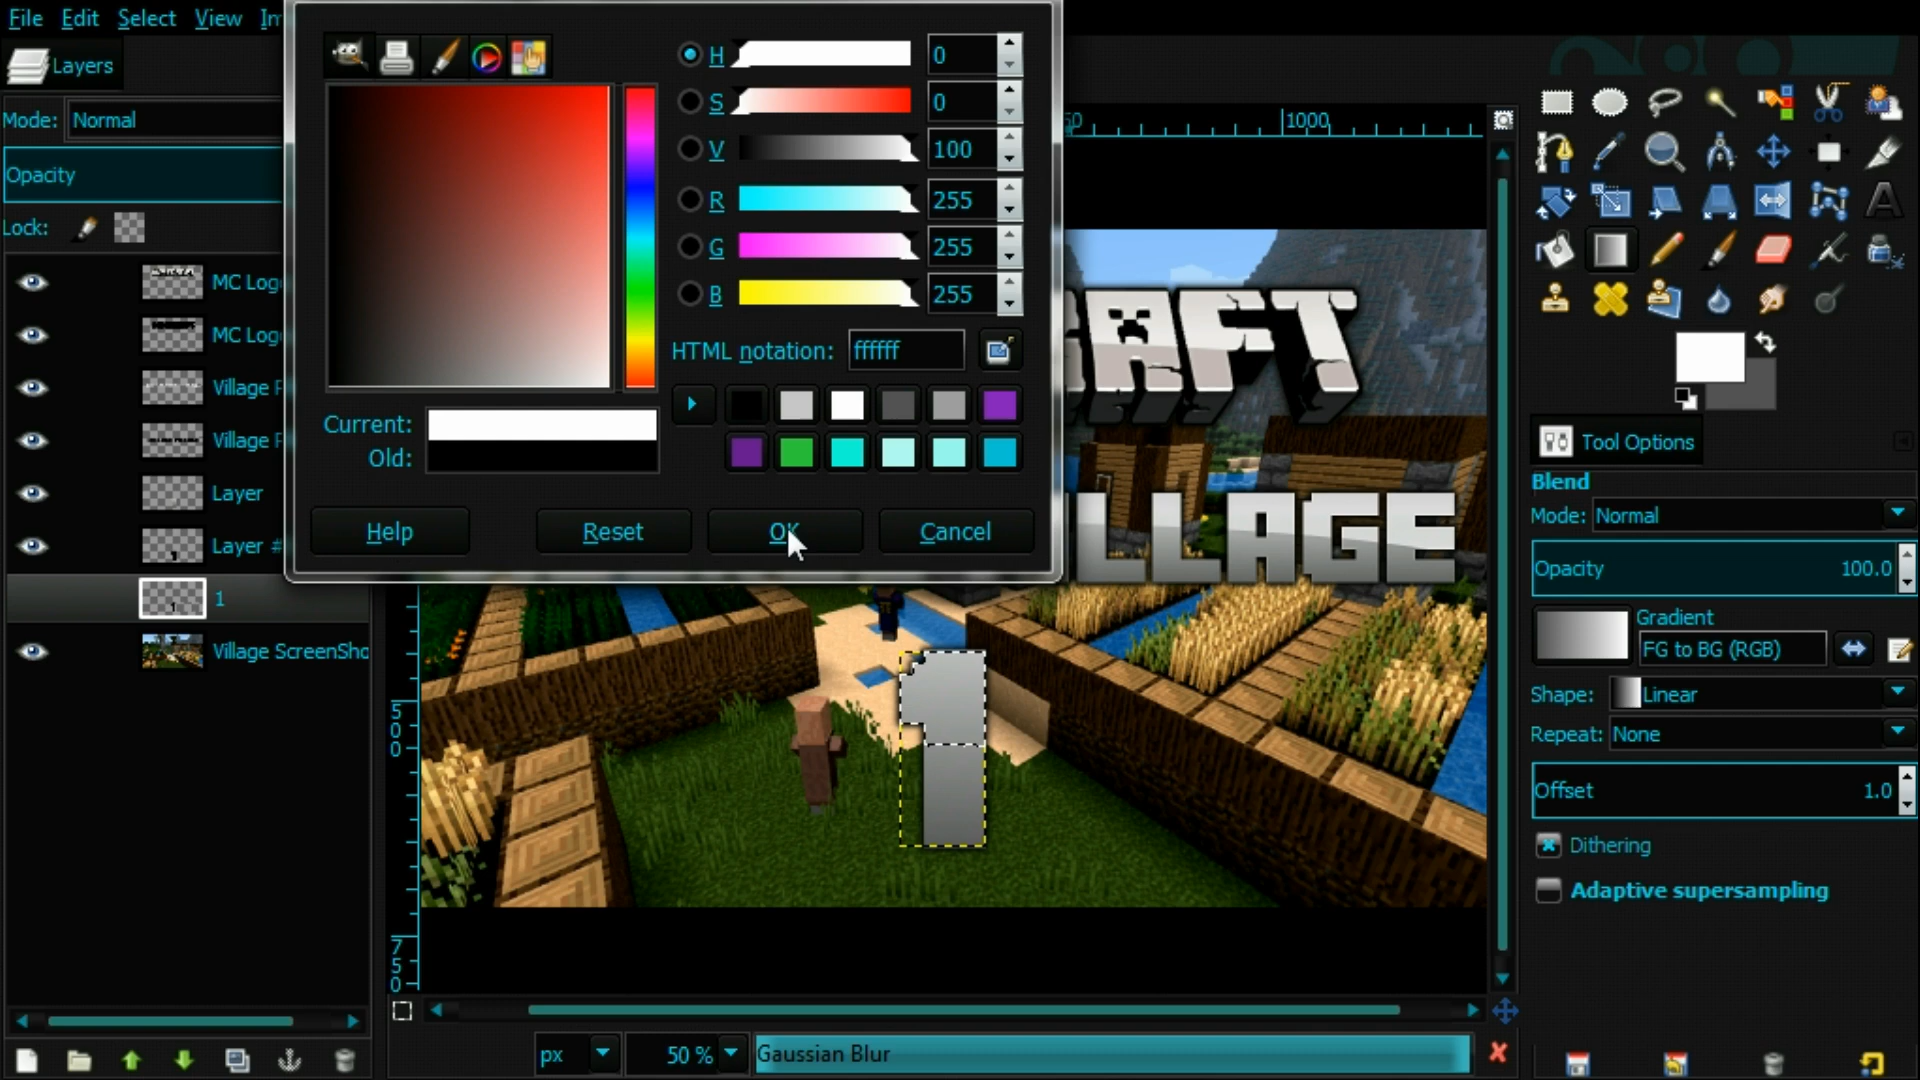 File Edit Select View Im
Layers
Mode: Normal
Opacity
Lock:
MC Log
MC Log
Village F
Village F
Layer
Layer #
1
Village ScreenSho
H 0
S 0
V 100
R 255
G 255
B 255
HTML notation: ffffff
Current:
Old:
Help Reset OK Cancel
50 1000
RAFT
LLAGE
1
500
750
px 50 % Gaussian Blur
Tool Options
Blend
Mode: Normal
Opacity 100.0
Gradient
FG to BG (RGB)
Shape: Linear
Repeat: None
Offset 1.0
Dithering
Adaptive supersampling